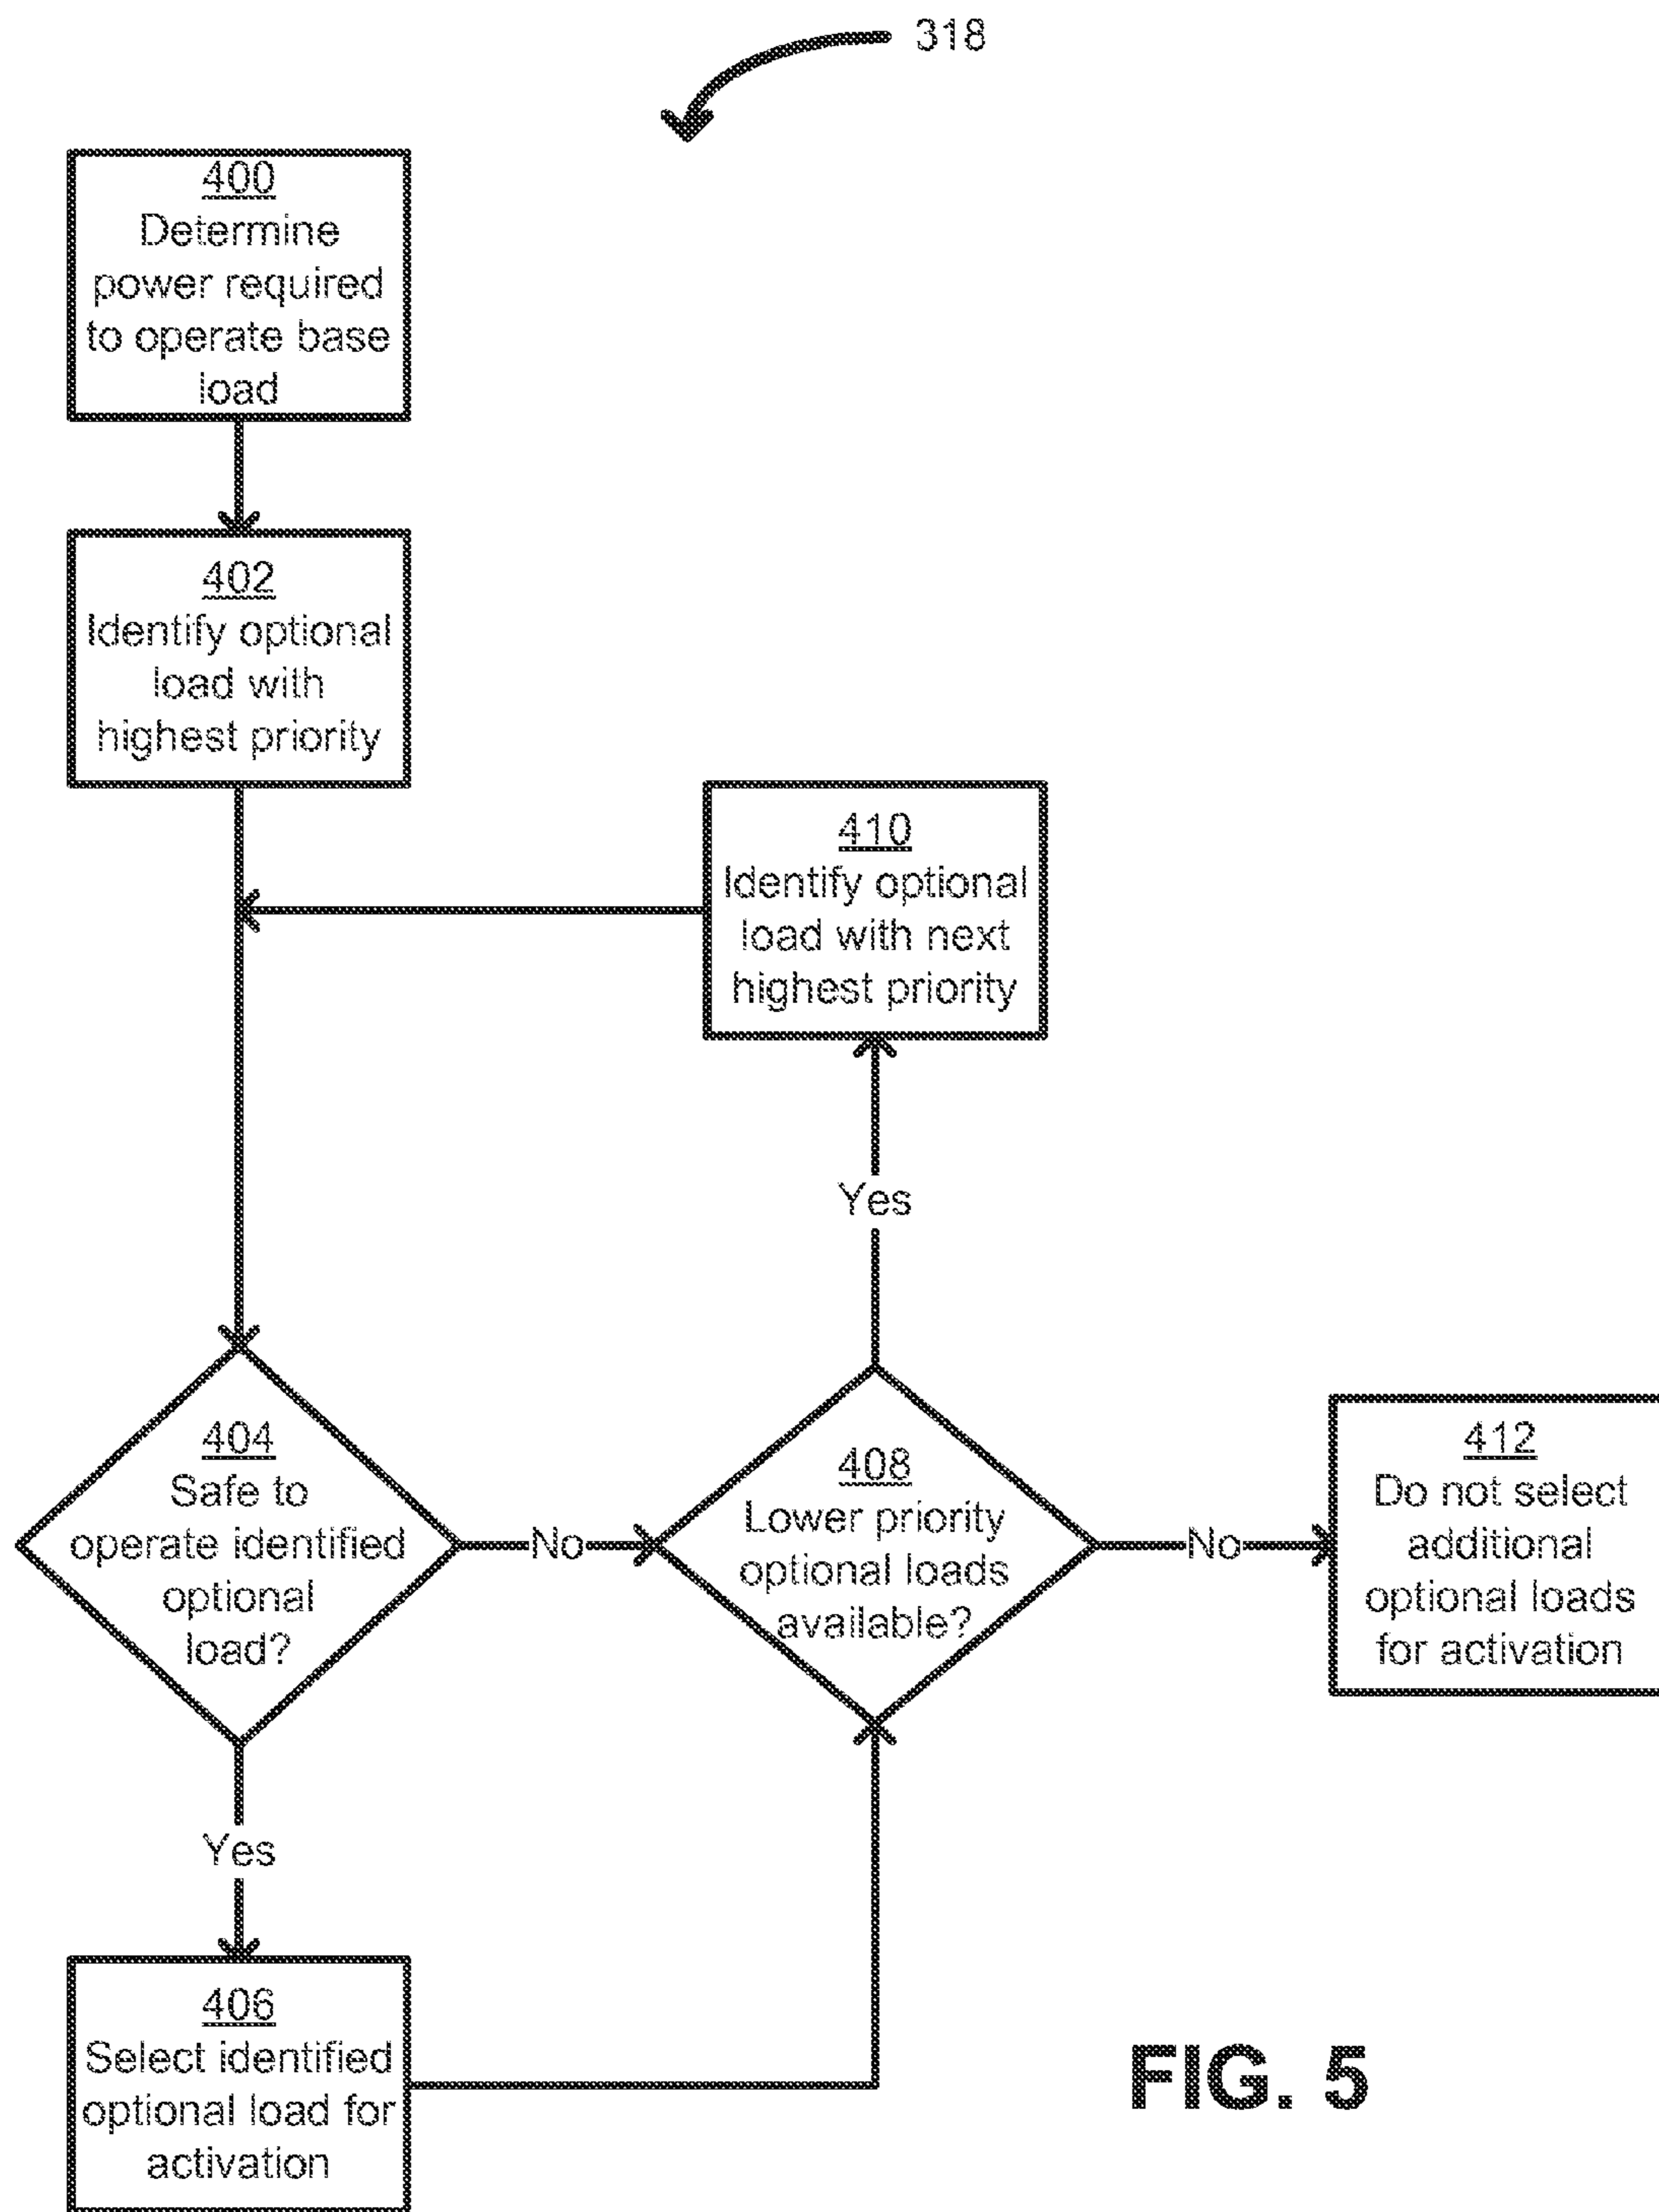 318
400
Determine
power required
to operate base
load
402
Identify optional
load with
highest priority
410
Identify optional
load with next
highest priority
Yes
404
Safe to
operate identified
optional
load?
No
408
Lower priority
optional loads
available?
No
412
Do not select
additional
optional loads
for activation
Yes
406
Select identified
optional load for
activation
FIG. 5